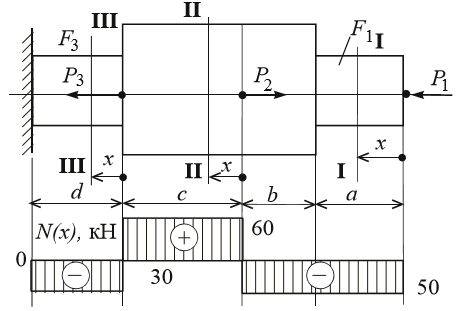 III
II
F3
F1
I
P3
P2
P1
III
x
II
x
I
x
d
c
b
a
N(x), кН
60
+
0
−
30
−
50